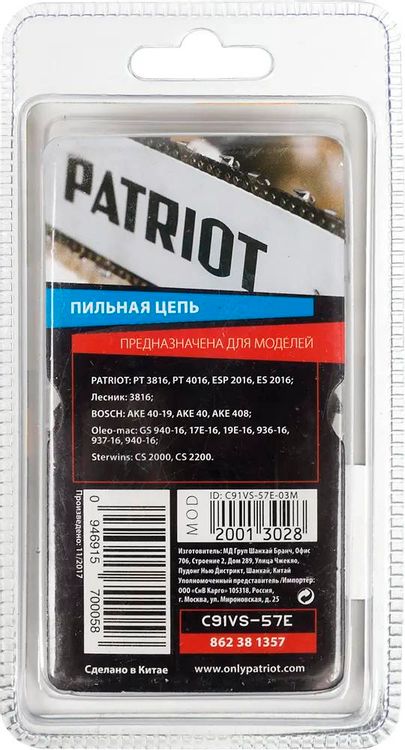 PATRIOT
ПИЛЬНАЯ ЦЕПЬ
ПРЕДНАЗНАЧЕНА ДЛЯ МОДЕЛЕЙ
PATRIOT: PT 3816, PT 4016, ESP 2016, ES 2016;
Лесник: 3816;
BOSCH: AKE 40-19, AKE 40, AKE 408;
Oleo-mac: GS 940-16, 17E-16, 19E-16, 936-16,
937-16, 940-16;
Sterwins: CS 2000, CS 2200.
Произведено:
11/2017
0 946915 700058
MOD
ID: C91VS-57E-03M
2001 3028
Изготовитель: МД Груп Шанхай Бранч, Офис
706, Строение 2, Дом 289, Улица Чжекло,
Пудонг Нью Дистрикт, Шанхай, Китай
Уполномоченный представитель /Импортёр:
ООО «СиВ Карго» 105318, Россия,
г. Москва, ул. Мироновская, д. 25
C91VS-57E
862 38 1357
Сделано в Китае
www.onlypatriot.com